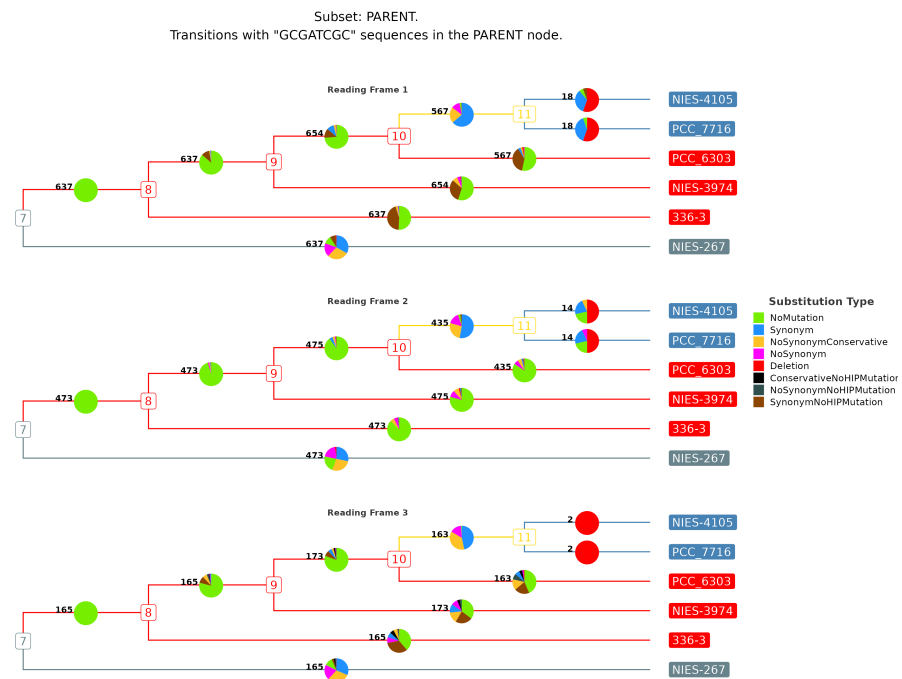 Subset: PARENT.
Transitions with "GCGATCGC" sequences in the PARENT node.
Reading Frame 1
567
11
18
NIES-4105
18
PCC_7716
654
10
567
PCC_6303
637
9
654
NIES-3974
637
8
637
336-3
7
637
NIES-267
Reading Frame 2
435
11
14
NIES-4105
14
PCC_7716
475
10
435
PCC_6303
473
9
475
NIES-3974
473
8
473
336-3
7
473
NIES-267
Substitution Type
NoMutation
Synonym
NoSynonymConservative
NoSynonym
Deletion
ConservativeNoHIPMutation
NoSynonymNoHIPMutation
SynonymNoHIPMutation
Reading Frame 3
163
11
2
NIES-4105
2
PCC_7716
173
10
163
PCC_6303
165
9
173
NIES-3974
165
8
165
336-3
7
165
NIES-267